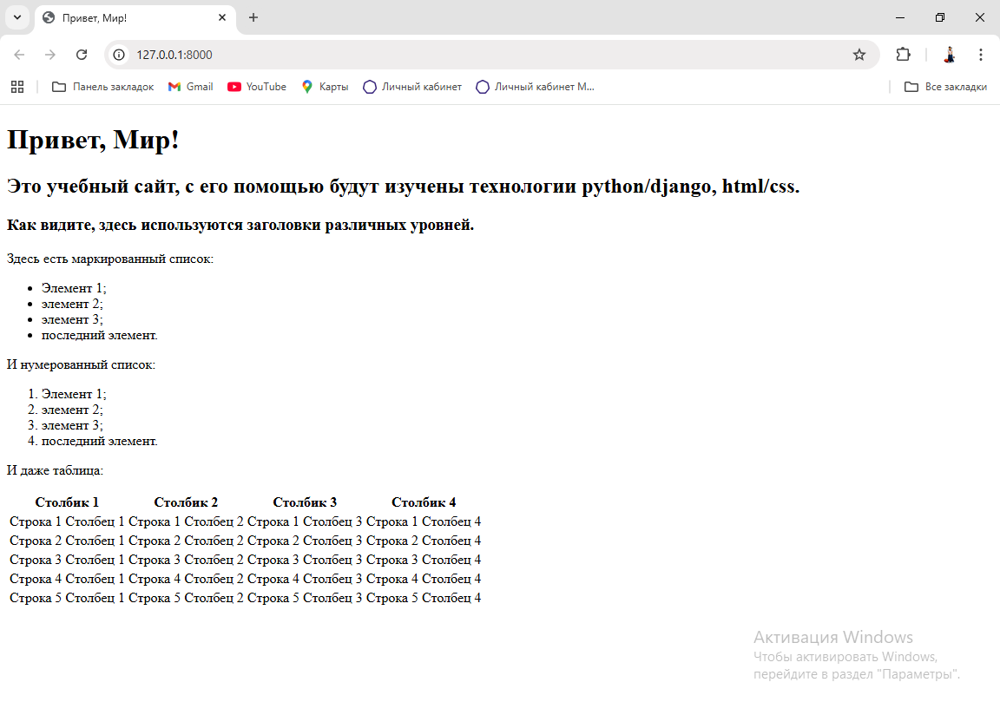 Привет, Мир!
127.0.0.1:8000
Панель закладок Gmail YouTube Карты Личный кабинет Личный кабинет М... Все закладки
Привет, Мир!
Это учебный сайт, с его помощью будут изучены технологии python/django, html/css.
Как видите, здесь используются заголовки различных уровней.
Здесь есть маркированный список:
• Элемент 1;
• элемент 2;
• элемент 3;
• последний элемент.
И нумерованный список:
1. Элемент 1;
2. элемент 2;
3. элемент 3;
4. последний элемент.
И даже таблица:
Столбик 1 Столбик 2 Столбик 3 Столбик 4
Строка 1 Столбец 1 Строка 1 Столбец 2 Строка 1 Столбец 3 Строка 1 Столбец 4
Строка 2 Столбец 1 Строка 2 Столбец 2 Строка 2 Столбец 3 Строка 2 Столбец 4
Строка 3 Столбец 1 Строка 3 Столбец 2 Строка 3 Столбец 3 Строка 3 Столбец 4
Строка 4 Столбец 1 Строка 4 Столбец 2 Строка 4 Столбец 3 Строка 4 Столбец 4
Строка 5 Столбец 1 Строка 5 Столбец 2 Строка 5 Столбец 3 Строка 5 Столбец 4
Активация Windows
Чтобы активировать Windows,
перейдите в раздел "Параметры".